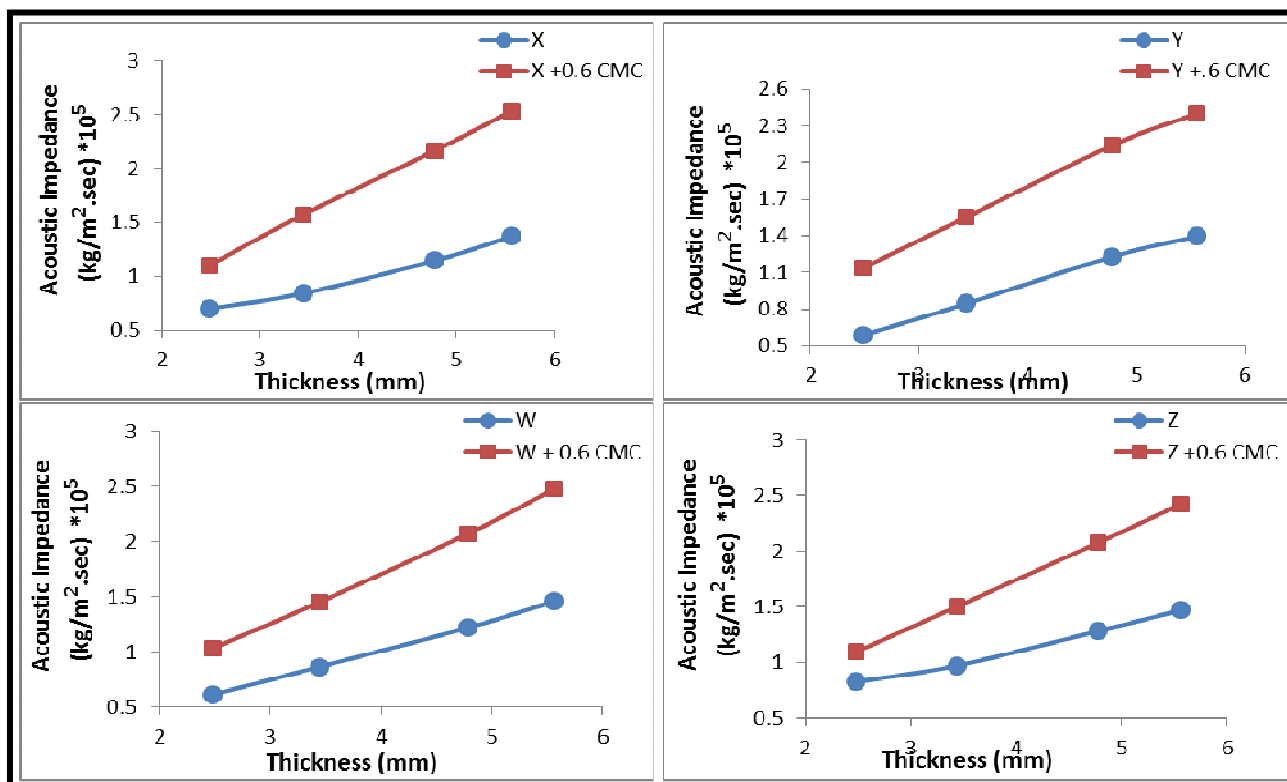 X
X +0.6 CMC
Acoustic Impedance
(kg/m².sec) *10⁵
3
2.5
2
1.5
1
0.5
2 3 4 5 6
Thickness (mm)
Y
Y +.6 CMC
Acoustic Impedance
(kg/m².sec) *10⁵
2.6
2.3
2
1.7
1.4
1.1
0.8
0.5
2 3 4 5 6
Thickness (mm)
W
W + 0.6 CMC
Acoustic Impedance
(kg/m².sec) *10⁵
3
2.5
2
1.5
1
0.5
2 3 4 5 6
Thickness (mm)
Z
Z +0.6 CMC
Acoustic Impedance
(kg/m².sec) *10⁵
3
2.5
2
1.5
1
0.5
2 3 4 5 6
Thickness (mm)